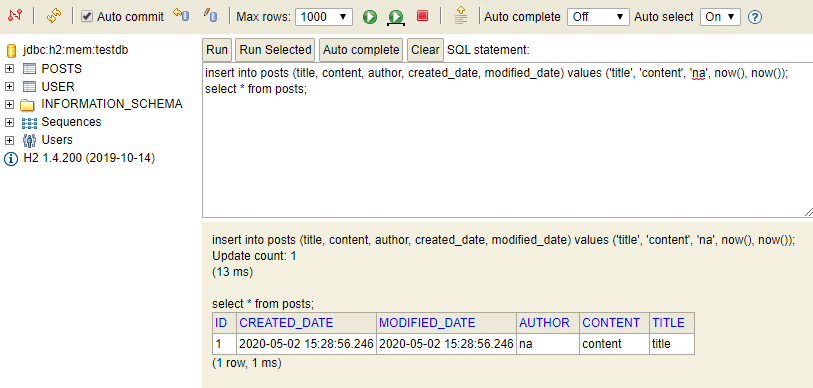 Auto commit Max rows: 1000 Auto complete Off Auto select On ?
jdbc:h2:mem:testdb
POSTS
USER
INFORMATION_SCHEMA
Sequences
Users
H2 1.4.200 (2019-10-14)
Run Run Selected Auto complete Clear SQL statement:
insert into posts (title, content, author, created_date, modified_date) values ('title', 'content', 'na', now(), now());
select * from posts;
insert into posts (title, content, author, created_date, modified_date) values ('title', 'content', 'na', now(), now());
Update count: 1
(13 ms)
select * from posts;
ID CREATED_DATE MODIFIED_DATE AUTHOR CONTENT TITLE
1 2020-05-02 15:28:56.246 2020-05-02 15:28:56.246 na content title
(1 row, 1 ms)